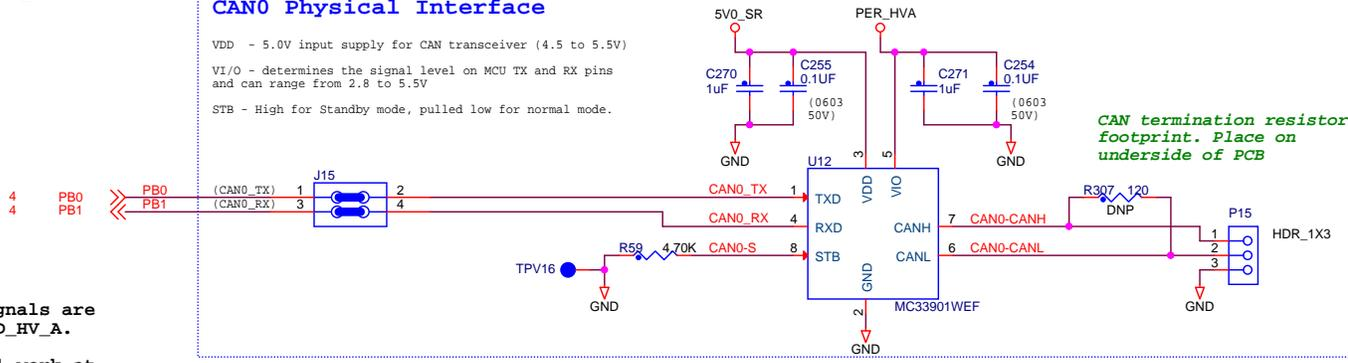 CAN0 Physical Interface
VDD - 5.0V input supply for CAN transceiver (4.5 to 5.5V)
VI/O - determines the signal level on MCU TX and RX pins
and can range from 2.8 to 5.5V
STB - High for Standby mode, pulled low for normal mode.
5V0_SR
PER_HVA
C270
1uF
C255
0.1UF
(0603
50V)
C271
1uF
C254
0.1UF
(0603
50V)
GND
GND
CAN termination resistor
footprint. Place on
underside of PCB
4 PB0 PB0 (CAN0_TX) 1 2 CAN0_TX 1 TXD
4 PB1 PB1 (CAN0_RX) 3 4
J15
U12
3 VDD
5 VIO
CAN0_RX 4 RXD
CANH 7 CAN0-CANH
R307 120
DNP
P15
HDR_1X3
1
2
3
TPV16
R59 4.70K CAN0-S 8 STB
CANL 6 CAN0-CANL
GND
GND
GND
2
MC33901WEF
GND
gnals are
D_HV_A.